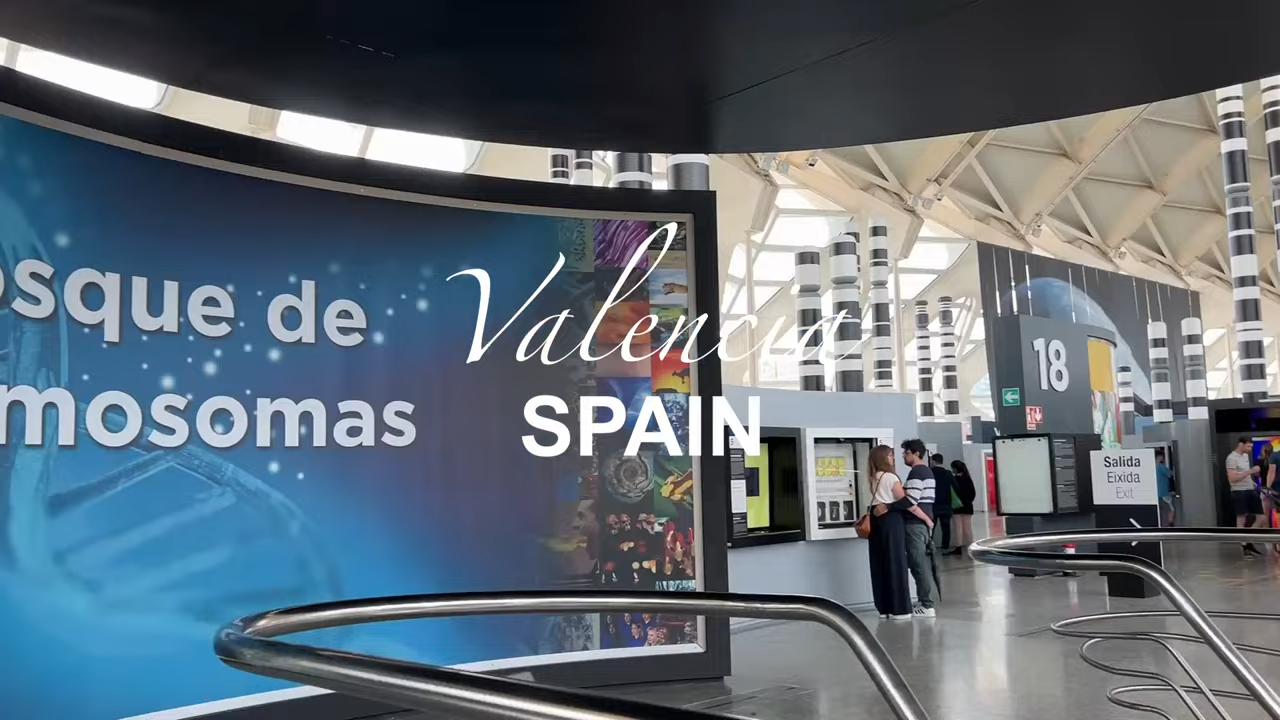 osque de
mosomas
Valencia
SPAIN
18
Salida
Eixida
Exit